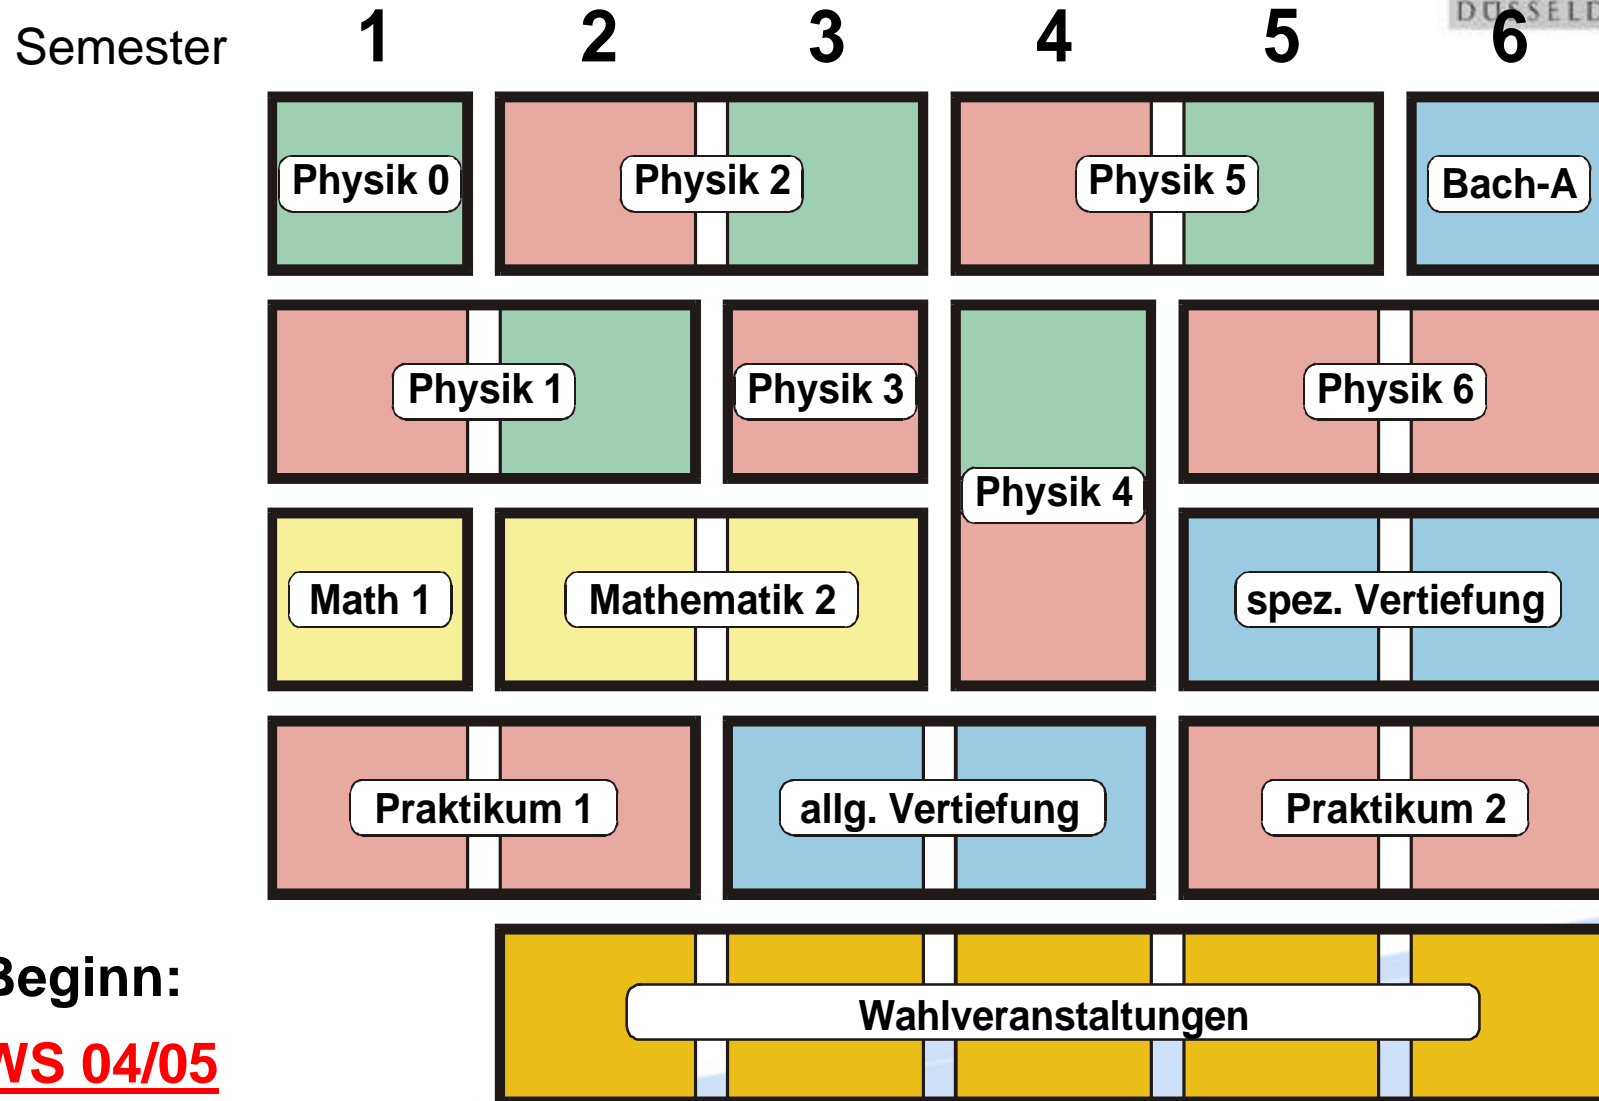 DÜSSELD
Semester 1 2 3 4 5 6
Physik 0 Physik 2 Physik 5 Bach-A
Physik 1 Physik 3 Physik 6
Physik 4
Math 1 Mathematik 2 spez. Vertiefung
Praktikum 1 allg. Vertiefung Praktikum 2
Beginn:
Wahlveranstaltungen
WS 04/05